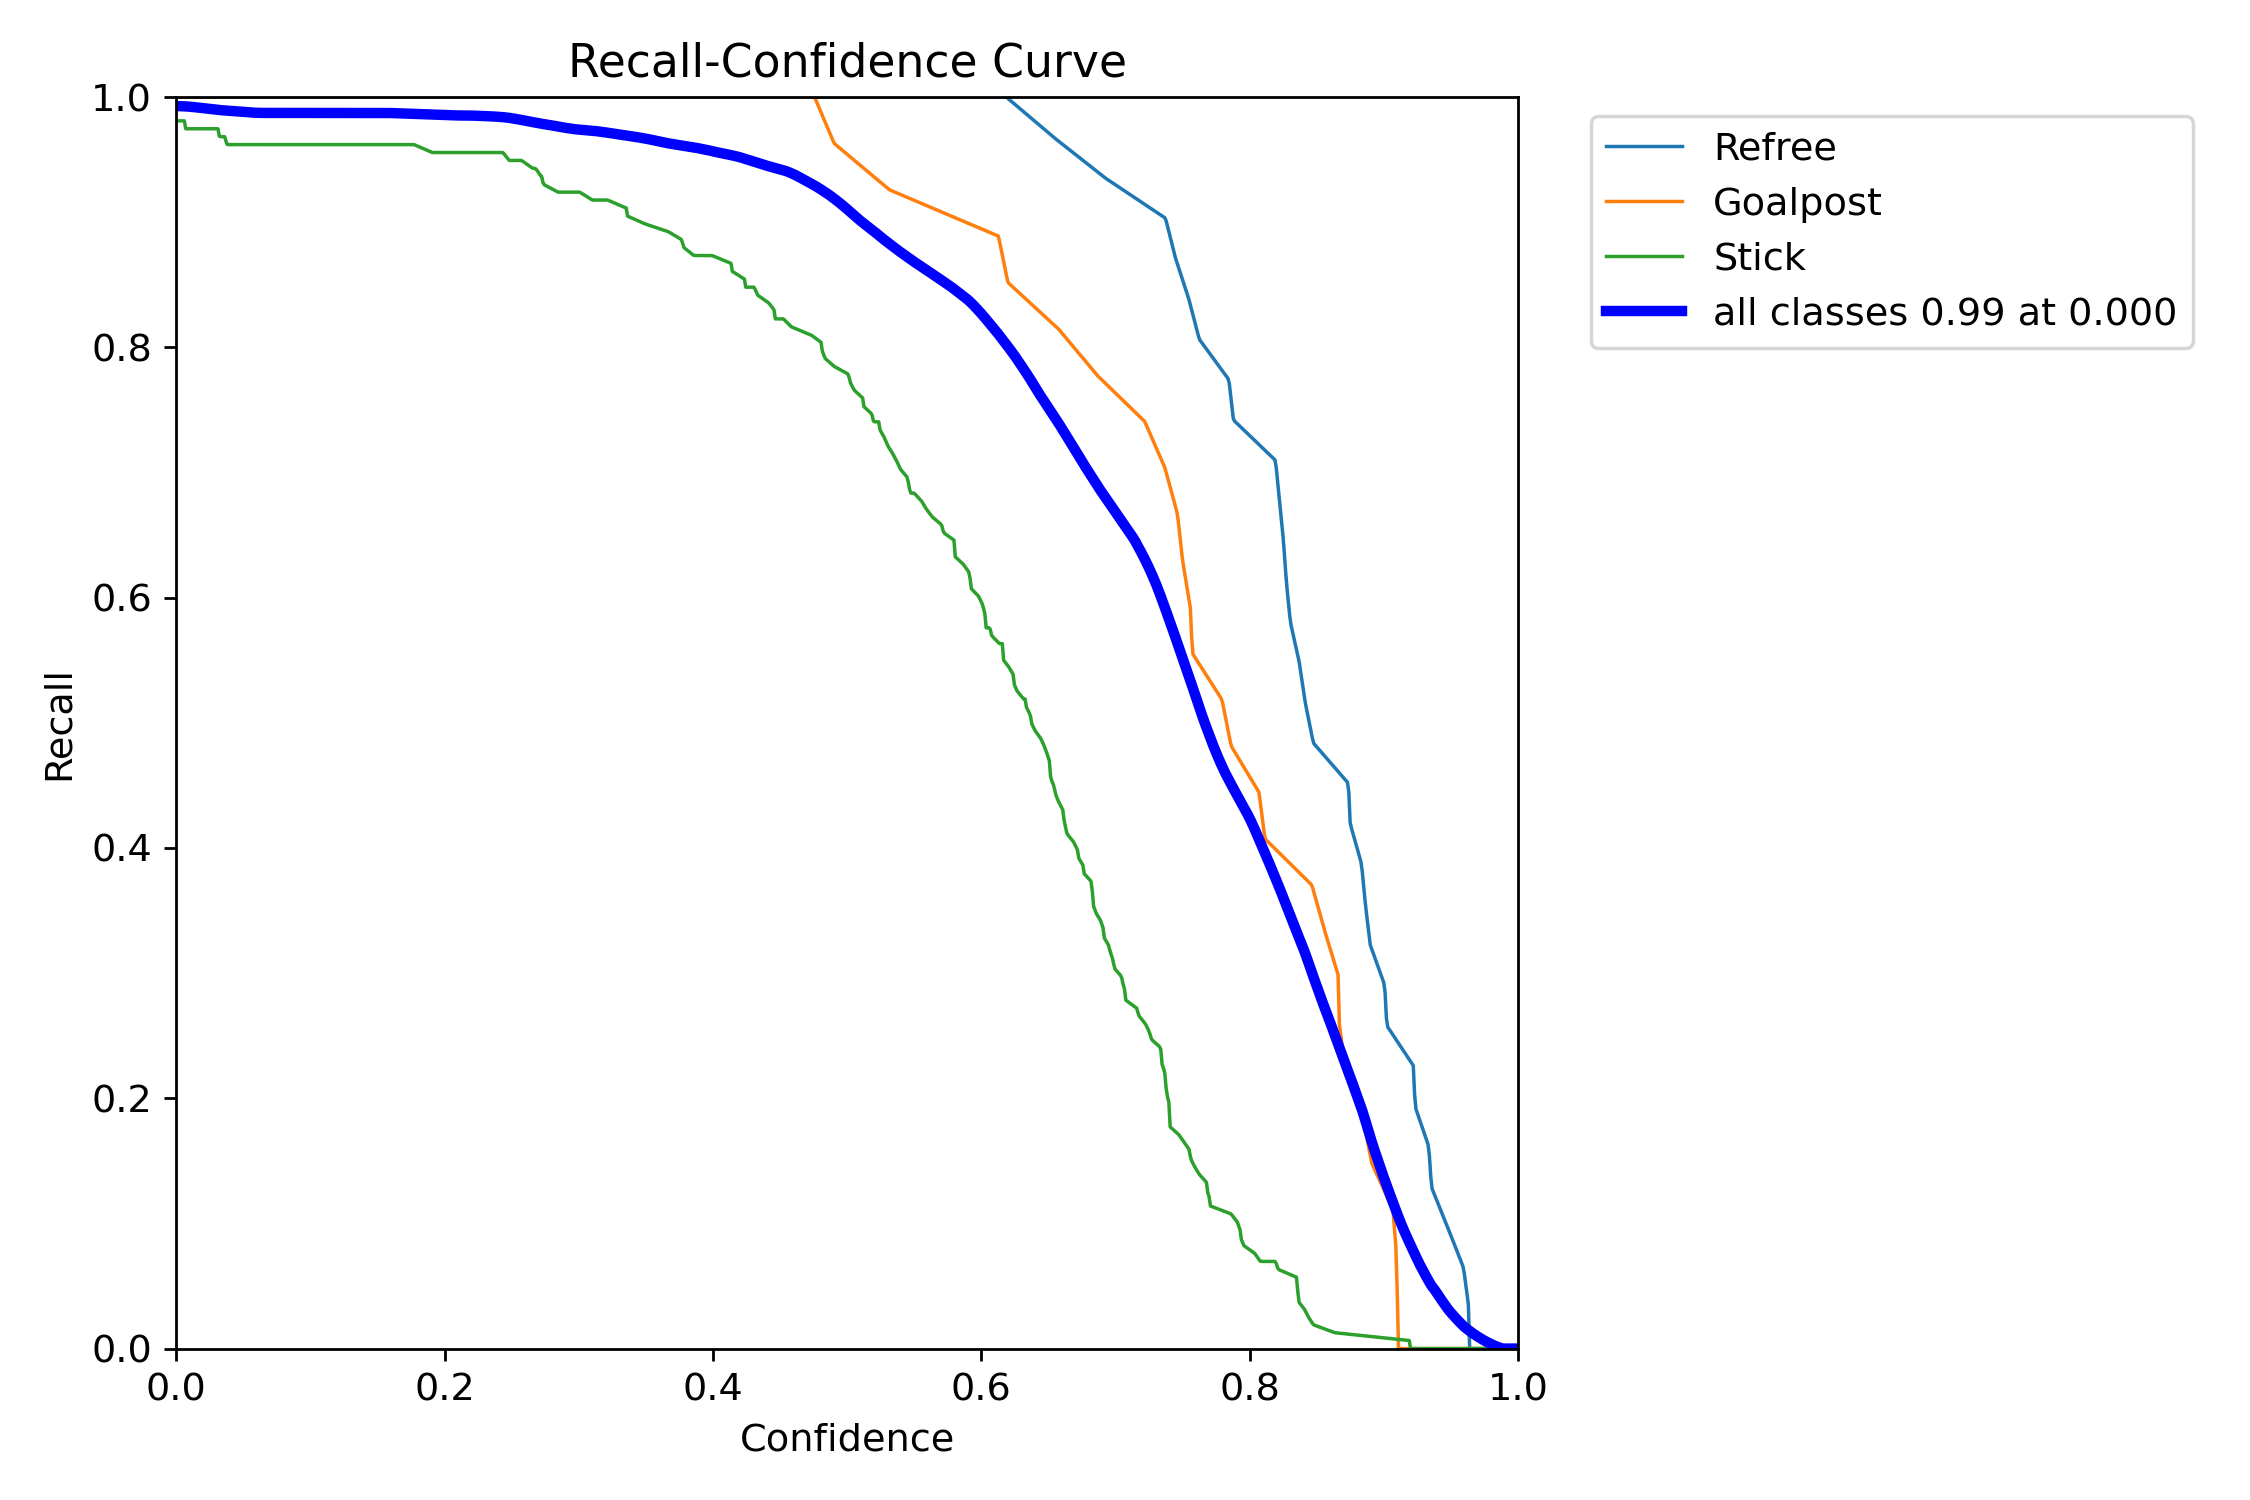 Recall-Confidence Curve
1.0
0.8
0.6
0.4
0.2
0.0
Recall
0.0 0.2 0.4 0.6 0.8 1.0
Confidence
Refree
Goalpost
Stick
all classes 0.99 at 0.000